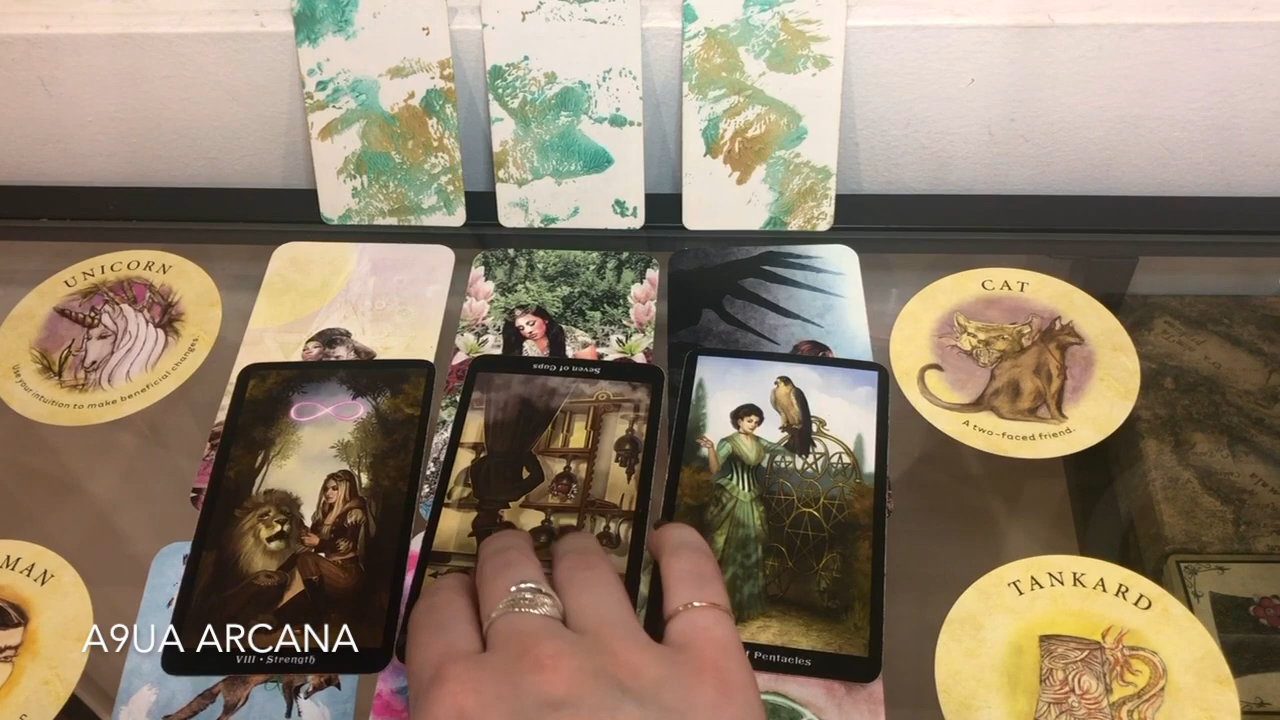 UNICORN
Use your intuition to make beneficial changes.
CAT
A two-faced friend.
Seven of Cups
MAN
TANKARD
A9UA ARCANA
VIII • Strength
f Pentacles